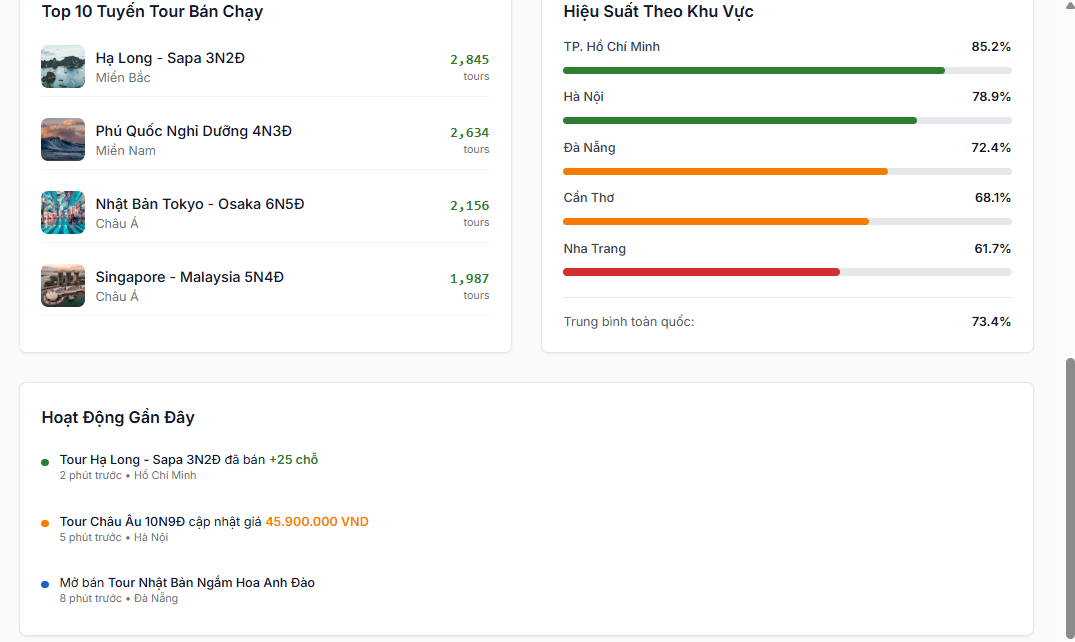 Top 10 Tuyến Tour Bán Chạy
Hạ Long - Sapa 3N2Đ
Miền Bắc
2,845
tours
Phú Quốc Nghỉ Dưỡng 4N3Đ
Miền Nam
2,634
tours
Nhật Bản Tokyo - Osaka 6N5Đ
Châu Á
2,156
tours
Singapore - Malaysia 5N4Đ
Châu Á
1,987
tours
Hiệu Suất Theo Khu Vực
TP. Hồ Chí Minh 85.2%
Hà Nội 78.9%
Đà Nẵng 72.4%
Cần Thơ 68.1%
Nha Trang 61.7%
Trung bình toàn quốc: 73.4%
Hoạt Động Gần Đây
Tour Hạ Long - Sapa 3N2Đ đã bán +25 chỗ
2 phút trước • Hồ Chí Minh
Tour Châu Âu 10N9Đ cập nhật giá 45.900.000 VND
5 phút trước • Hà Nội
Mở bán Tour Nhật Bản Ngắm Hoa Anh Đào
8 phút trước • Đà Nẵng